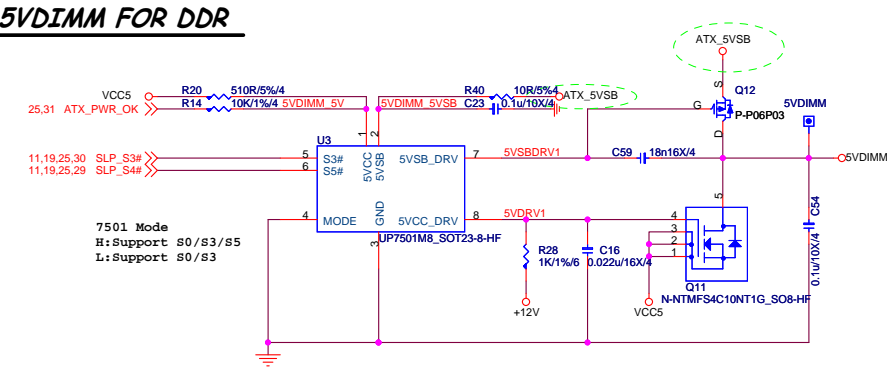 5VDIMM FOR DDR
ATX_5VSB
VCC5
R20
510R/5%/4
R40
10R/5%/4
ATX_5VSB
S
Q12
25,31 ATX_PWR_OK
R14
10K/1%/4
5VDIMM_5V
5VDIMM_5VSB
C23
0.1u/10X/4
G
P-P06P03
5VDIMM
D
U3
1
2
11,19,25,30 SLP_S3#
5
S3#
5VCC
5VSB
5VSB_DRV
7
5VSBDRV1
C59
18n16X/4
5VDIMM
11,19,25,29 SLP_S4#
6
S5#
5
C54
0.1u/10X/4
7501 Mode
4
MODE
GND
5VCC_DRV
8
5VDRV1
4
H:Support S0/S3/S5
3
L:Support S0/S3
UP7501M8_SOT23-8-HF
3
2
1
R28
1K/1%/6
C16
0.022u/16X/4
Q11
N-NTMFS4C10NT1G_SO8-HF
+12V
VCC5